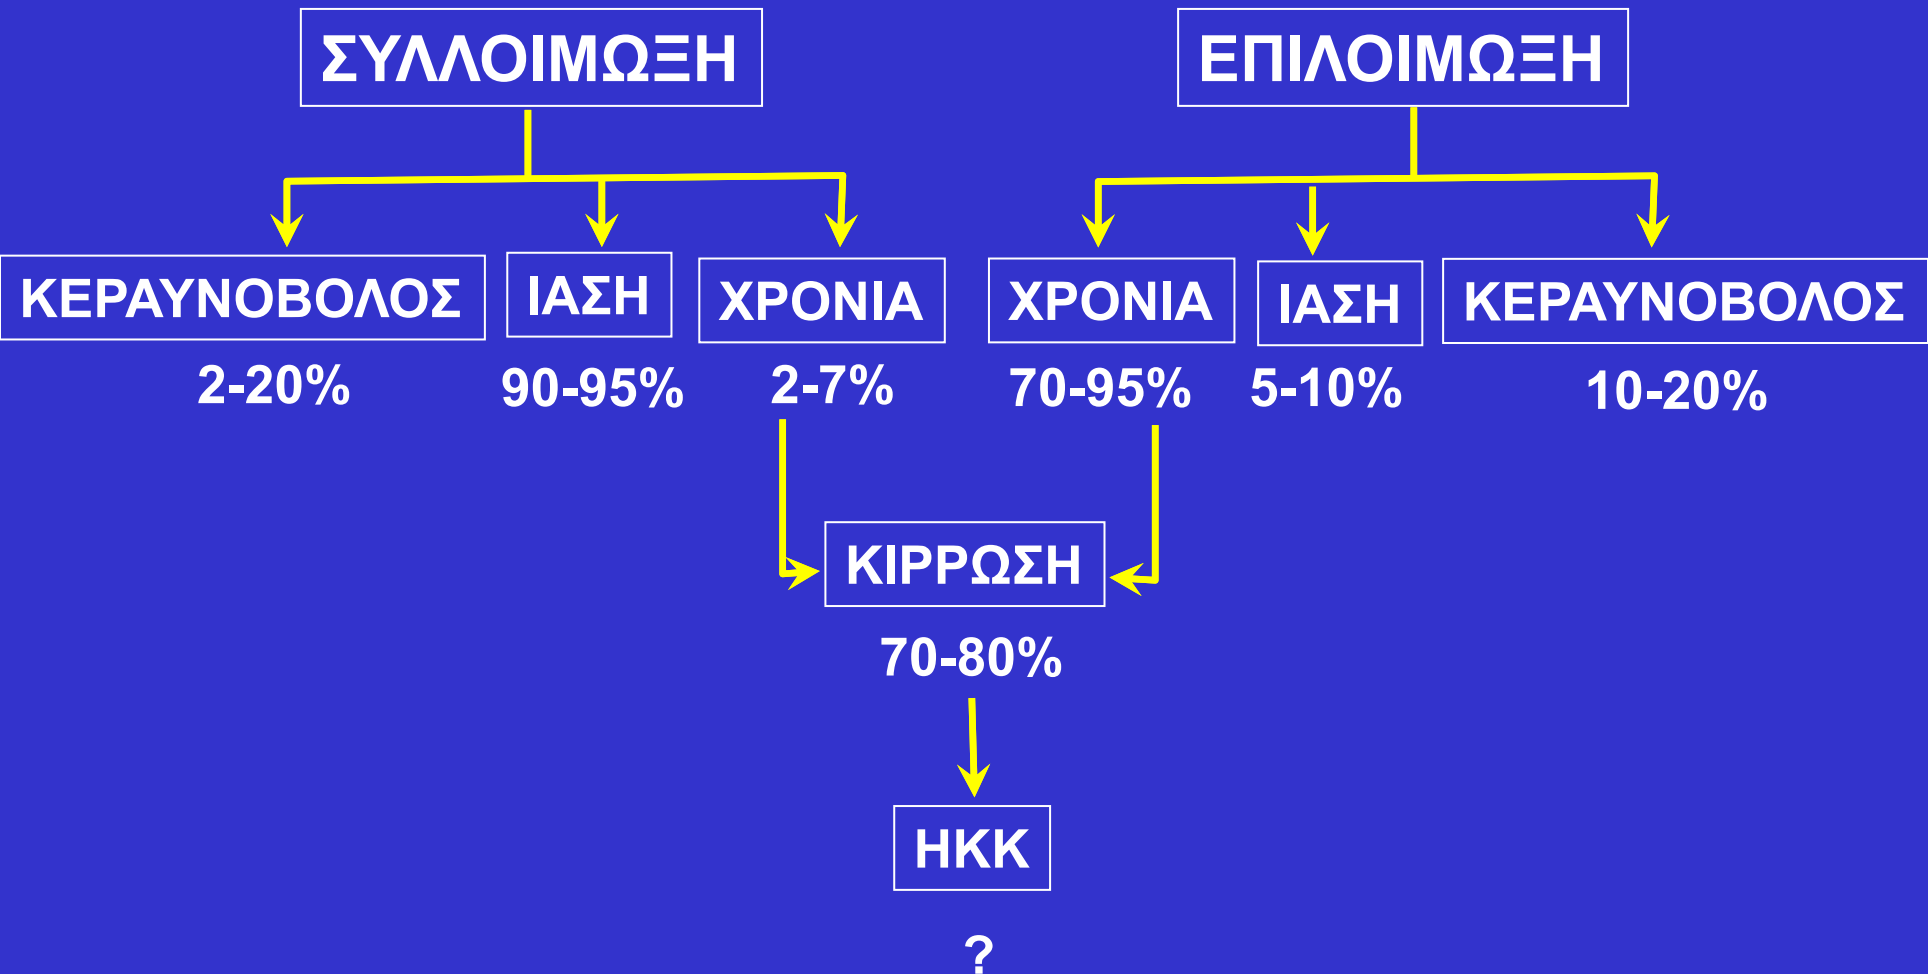 ΣΥΛΛΟΙΜΩΞΗ ΕΠΙΛΟΙΜΩΞΗ
ΚΕΡΑΥΝΟΒΟΛΟΣ ΙΑΣΗ ΧΡΟΝΙΑ ΧΡΟΝΙΑ ΙΑΣΗ ΚΕΡΑΥΝΟΒΟΛΟΣ
2-20% 90-95% 2-7% 70-95% 5-10% 10-20%
ΚΙΡΡΩΣΗ
70-80%
ΗΚΚ
?